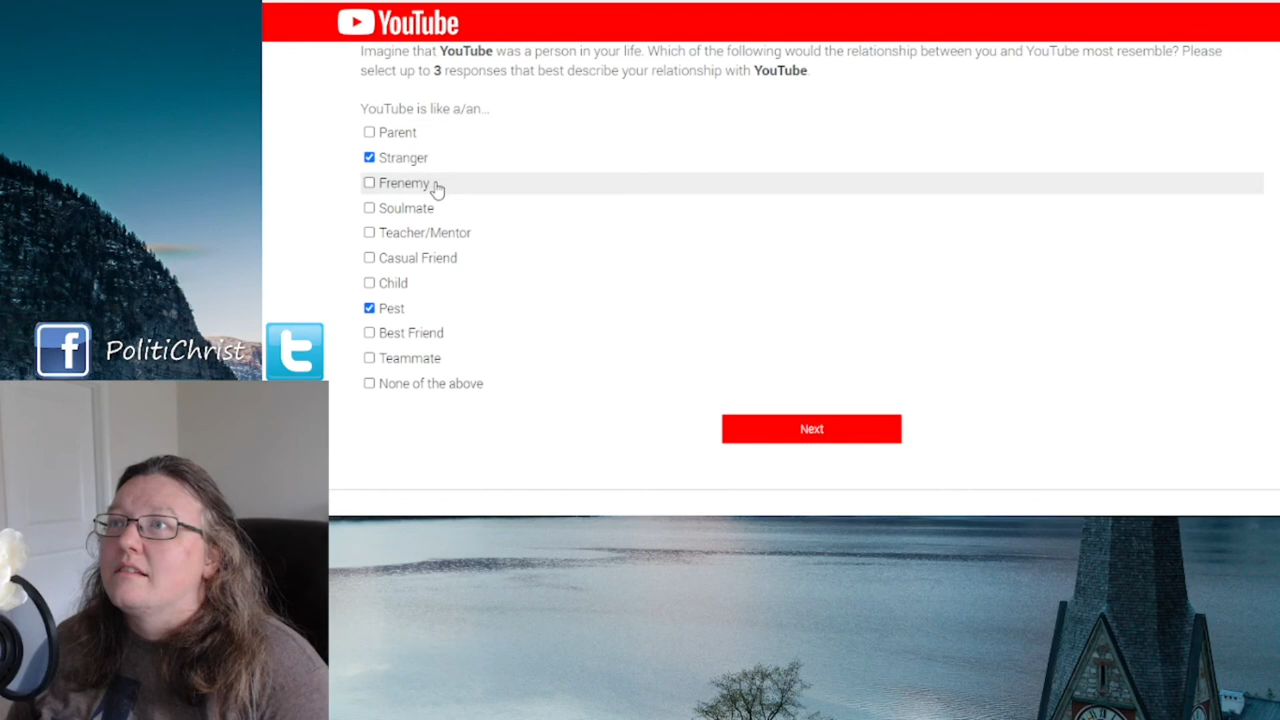 YouTube
Imagine that YouTube was a person in your life. Which of the following would the relationship between you and YouTube most resemble? Please
select up to 3 responses that best describe your relationship with YouTube.
YouTube is like a/an...
Parent
Stranger
Frenemy
Soulmate
Teacher/Mentor
Casual Friend
Child
Pest
Best Friend
Teammate
None of the above
Next
f PolitiChrist t